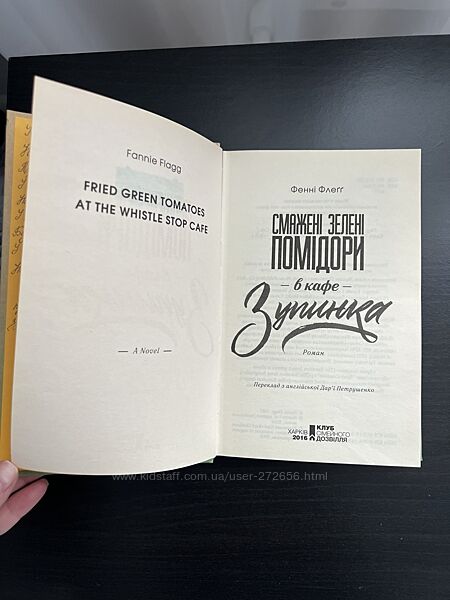 Fannie Flagg
FRIED GREEN TOMATOES
AT THE WHISTLE STOP CAFE
— A Novel —
Фенні Флеґґ
СМАЖЕНІ ЗЕЛЕНІ
ПОМІДОРИ
— в кафе —
Зупинка
Роман
Переклад з англійської Дар'ї Петрушенко
ХАРКІВ
2016
КЛУБ
СІМЕЙНОГО
ДОЗВІЛЛЯ
www.kidstaff.com.ua/user-272656.html